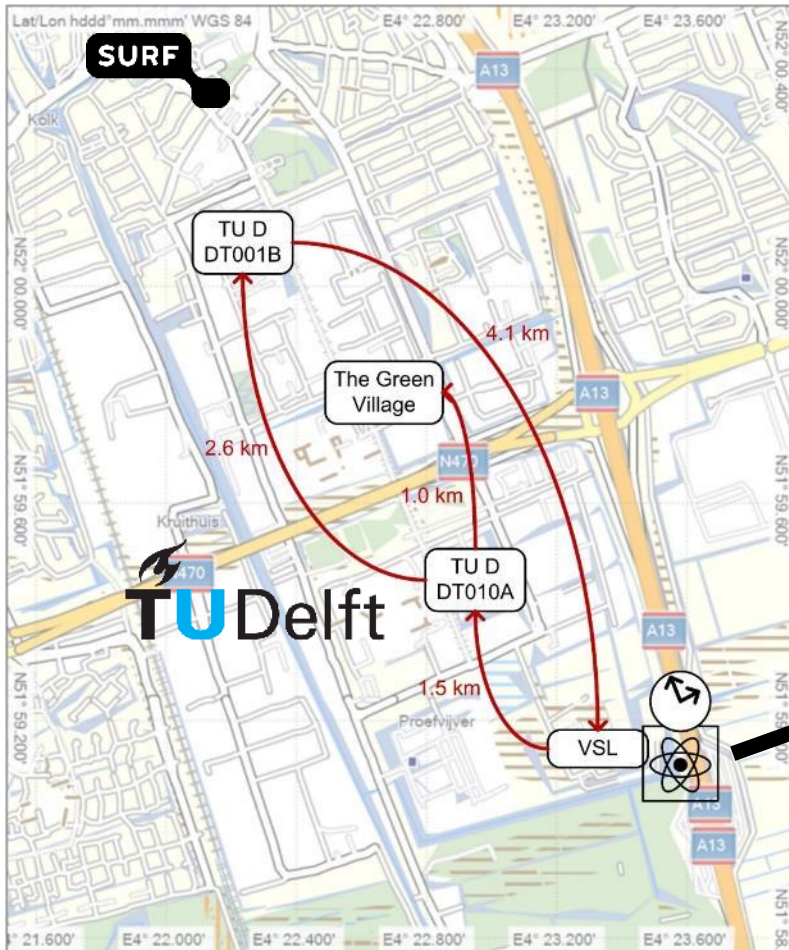 Lat/Lon hddd°mm.mmm' WGS 84
E4° 22.800'
E4° 23.200'
E4° 23.600'
SURF
A13
N52° 00.400'
Kolk
TU D
DT001B
N52° 00.000'
N52° 00.000'
4.1 km
The Green
Village
A13
2.6 km
N470
1.0 km
N51° 59.600'
N51° 59.600'
Kruithuis
TU D
DT010A
N470
TUDelft
A13
1.5 km
N51° 59.200'
Proefvijver
VSL
A13
A13
N51° 58.
21.600'
E4° 22.000'
E4° 22.400'
E4° 22.800'
E4° 23.200'
E4° 23.600'